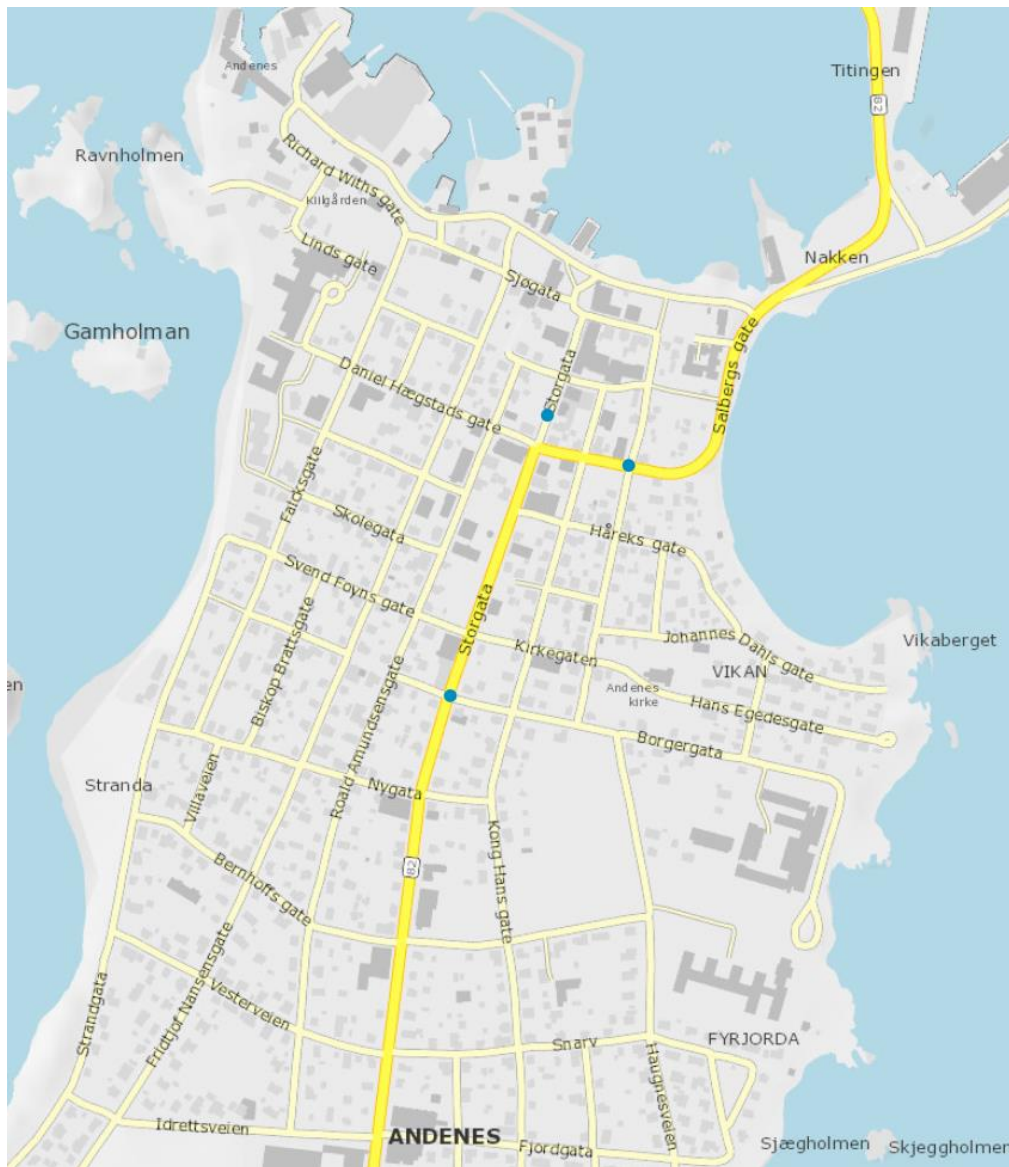 Andenes
Titingen
82
Ravnholmen
Richard Withs gate
Killgården
Linds gate
Nakken
Sjøgata
Gamholman
Salbergs gate
Storgata
Daniel Hægstads gate
Falcksgate
Skolegata
Håreks gate
Svend Foyns gate
Storgata
Kirkegaten
Johannes Dahls gate
Vikaberget
Biskop Brattsgate
VIKAN
en
Andenes
kirke
Hans Egedesgate
Roald Amundsensgate
Borgergata
Stranda
Villaveien
Nygata
Kong Hans gate
82
Bernhoffs gate
Fridtjof Nansensgate
Strandgata
Vesterveien
Snarv
FYRJORDA
Haugnesveien
Idrettsveien
ANDENES
Fjordgata
Sjægholmen
Skjeggholmen